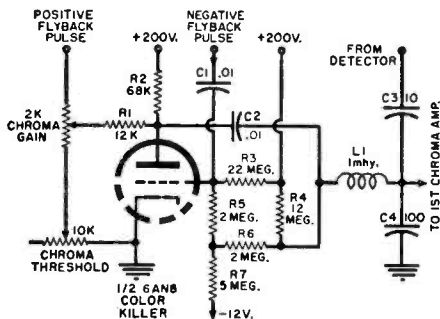 POSITIVE
FLYBACK
PULSE
+200V.
NEGATIVE
FLYBACK
PULSE
+200V.
FROM
DETECTOR
R2
68K
C1 .01
C2
.01
C3 10
2K
CHROMA
GAIN
R1
12K
R3
22 MEG.
L1
1mhy.
TO 1ST CHROMA AMP.
R5
2 MEG.
R4
12
MEG.
R6
2 MEG.
C4 100
10K
CHROMA
THRESHOLD
R7
5 MEG.
1/2 6AN8
COLOR
KILLER
-12V.